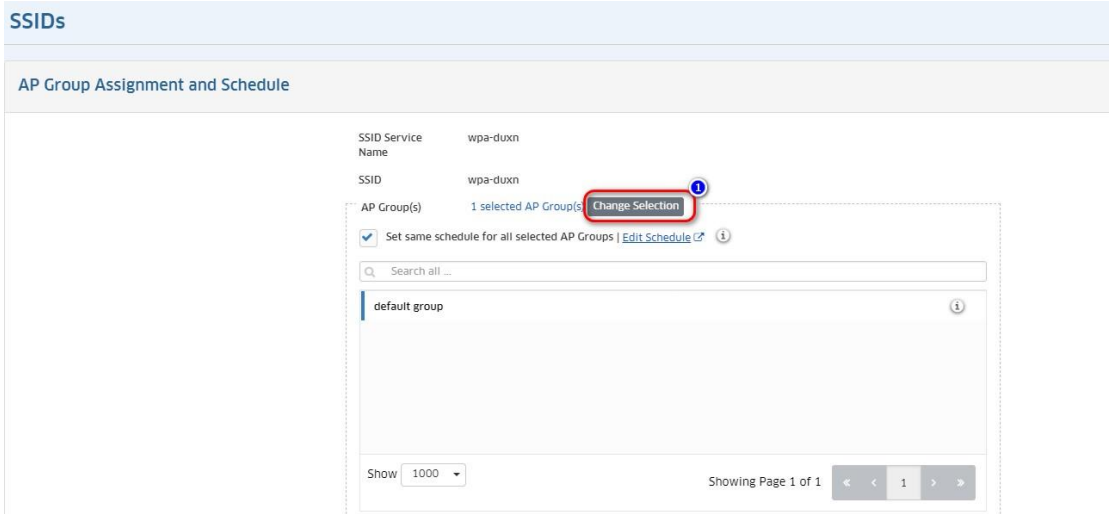 SSIDs
AP Group Assignment and Schedule
SSID Service
Name
wpa-duxn
SSID
wpa-duxn
1
AP Group(s)
1 selected AP Group(s)
Change Selection
Set same schedule for all selected AP Groups | Edit Schedule
Search all ...
default group
Show 1000
Showing Page 1 of 1
« < 1 > »